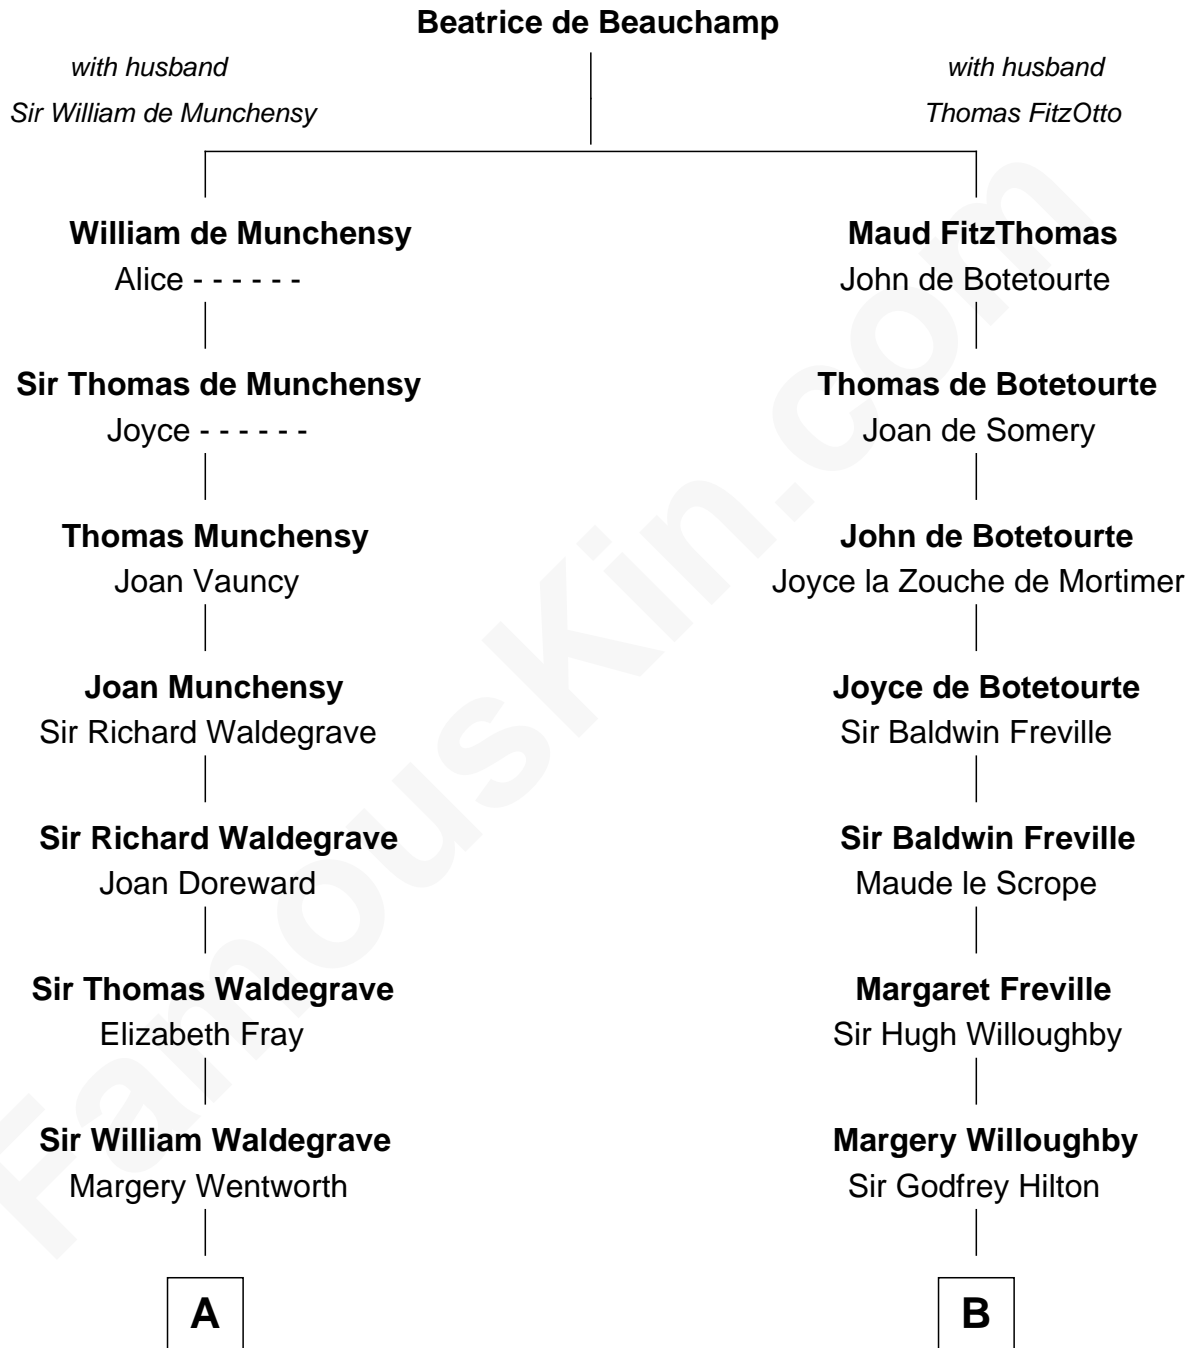 Beatrice de Beauchamp
with husband
Sir William de Munchensy
with husband
Thomas FitzOtto
William de Munchensy
Alice - - - - - -
Maud FitzThomas
John de Botetourte
Sir Thomas de Munchensy
Joyce - - - - - -
Thomas de Botetourte
Joan de Somery
Thomas Munchensy
Joan Vauncy
John de Botetourte
Joyce la Zouche de Mortimer
Joan Munchensy
Sir Richard Waldegrave
Joyce de Botetourte
Sir Baldwin Freville
Sir Richard Waldegrave
Joan Doreward
Sir Baldwin Freville
Maude le Scrope
Sir Thomas Waldegrave
Elizabeth Fray
Margaret Freville
Sir Hugh Willoughby
Sir William Waldegrave
Margery Wentworth
Margery Willoughby
Sir Godfrey Hilton
A
B
FamousKin.com